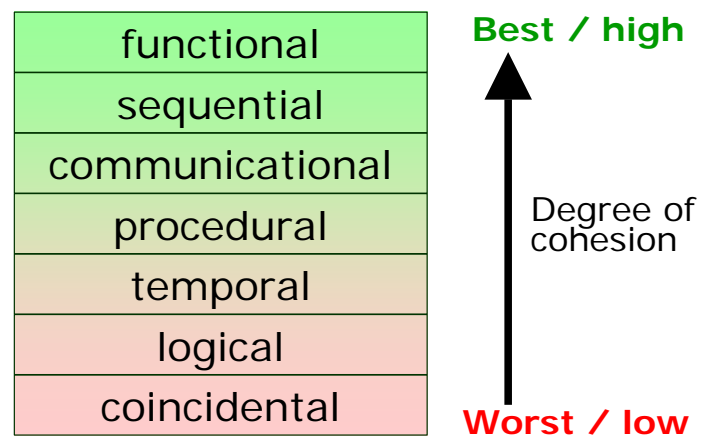 functional
sequential
communicational
procedural
temporal
logical
coincidental
Best / high
Degree of
cohesion
Worst / low